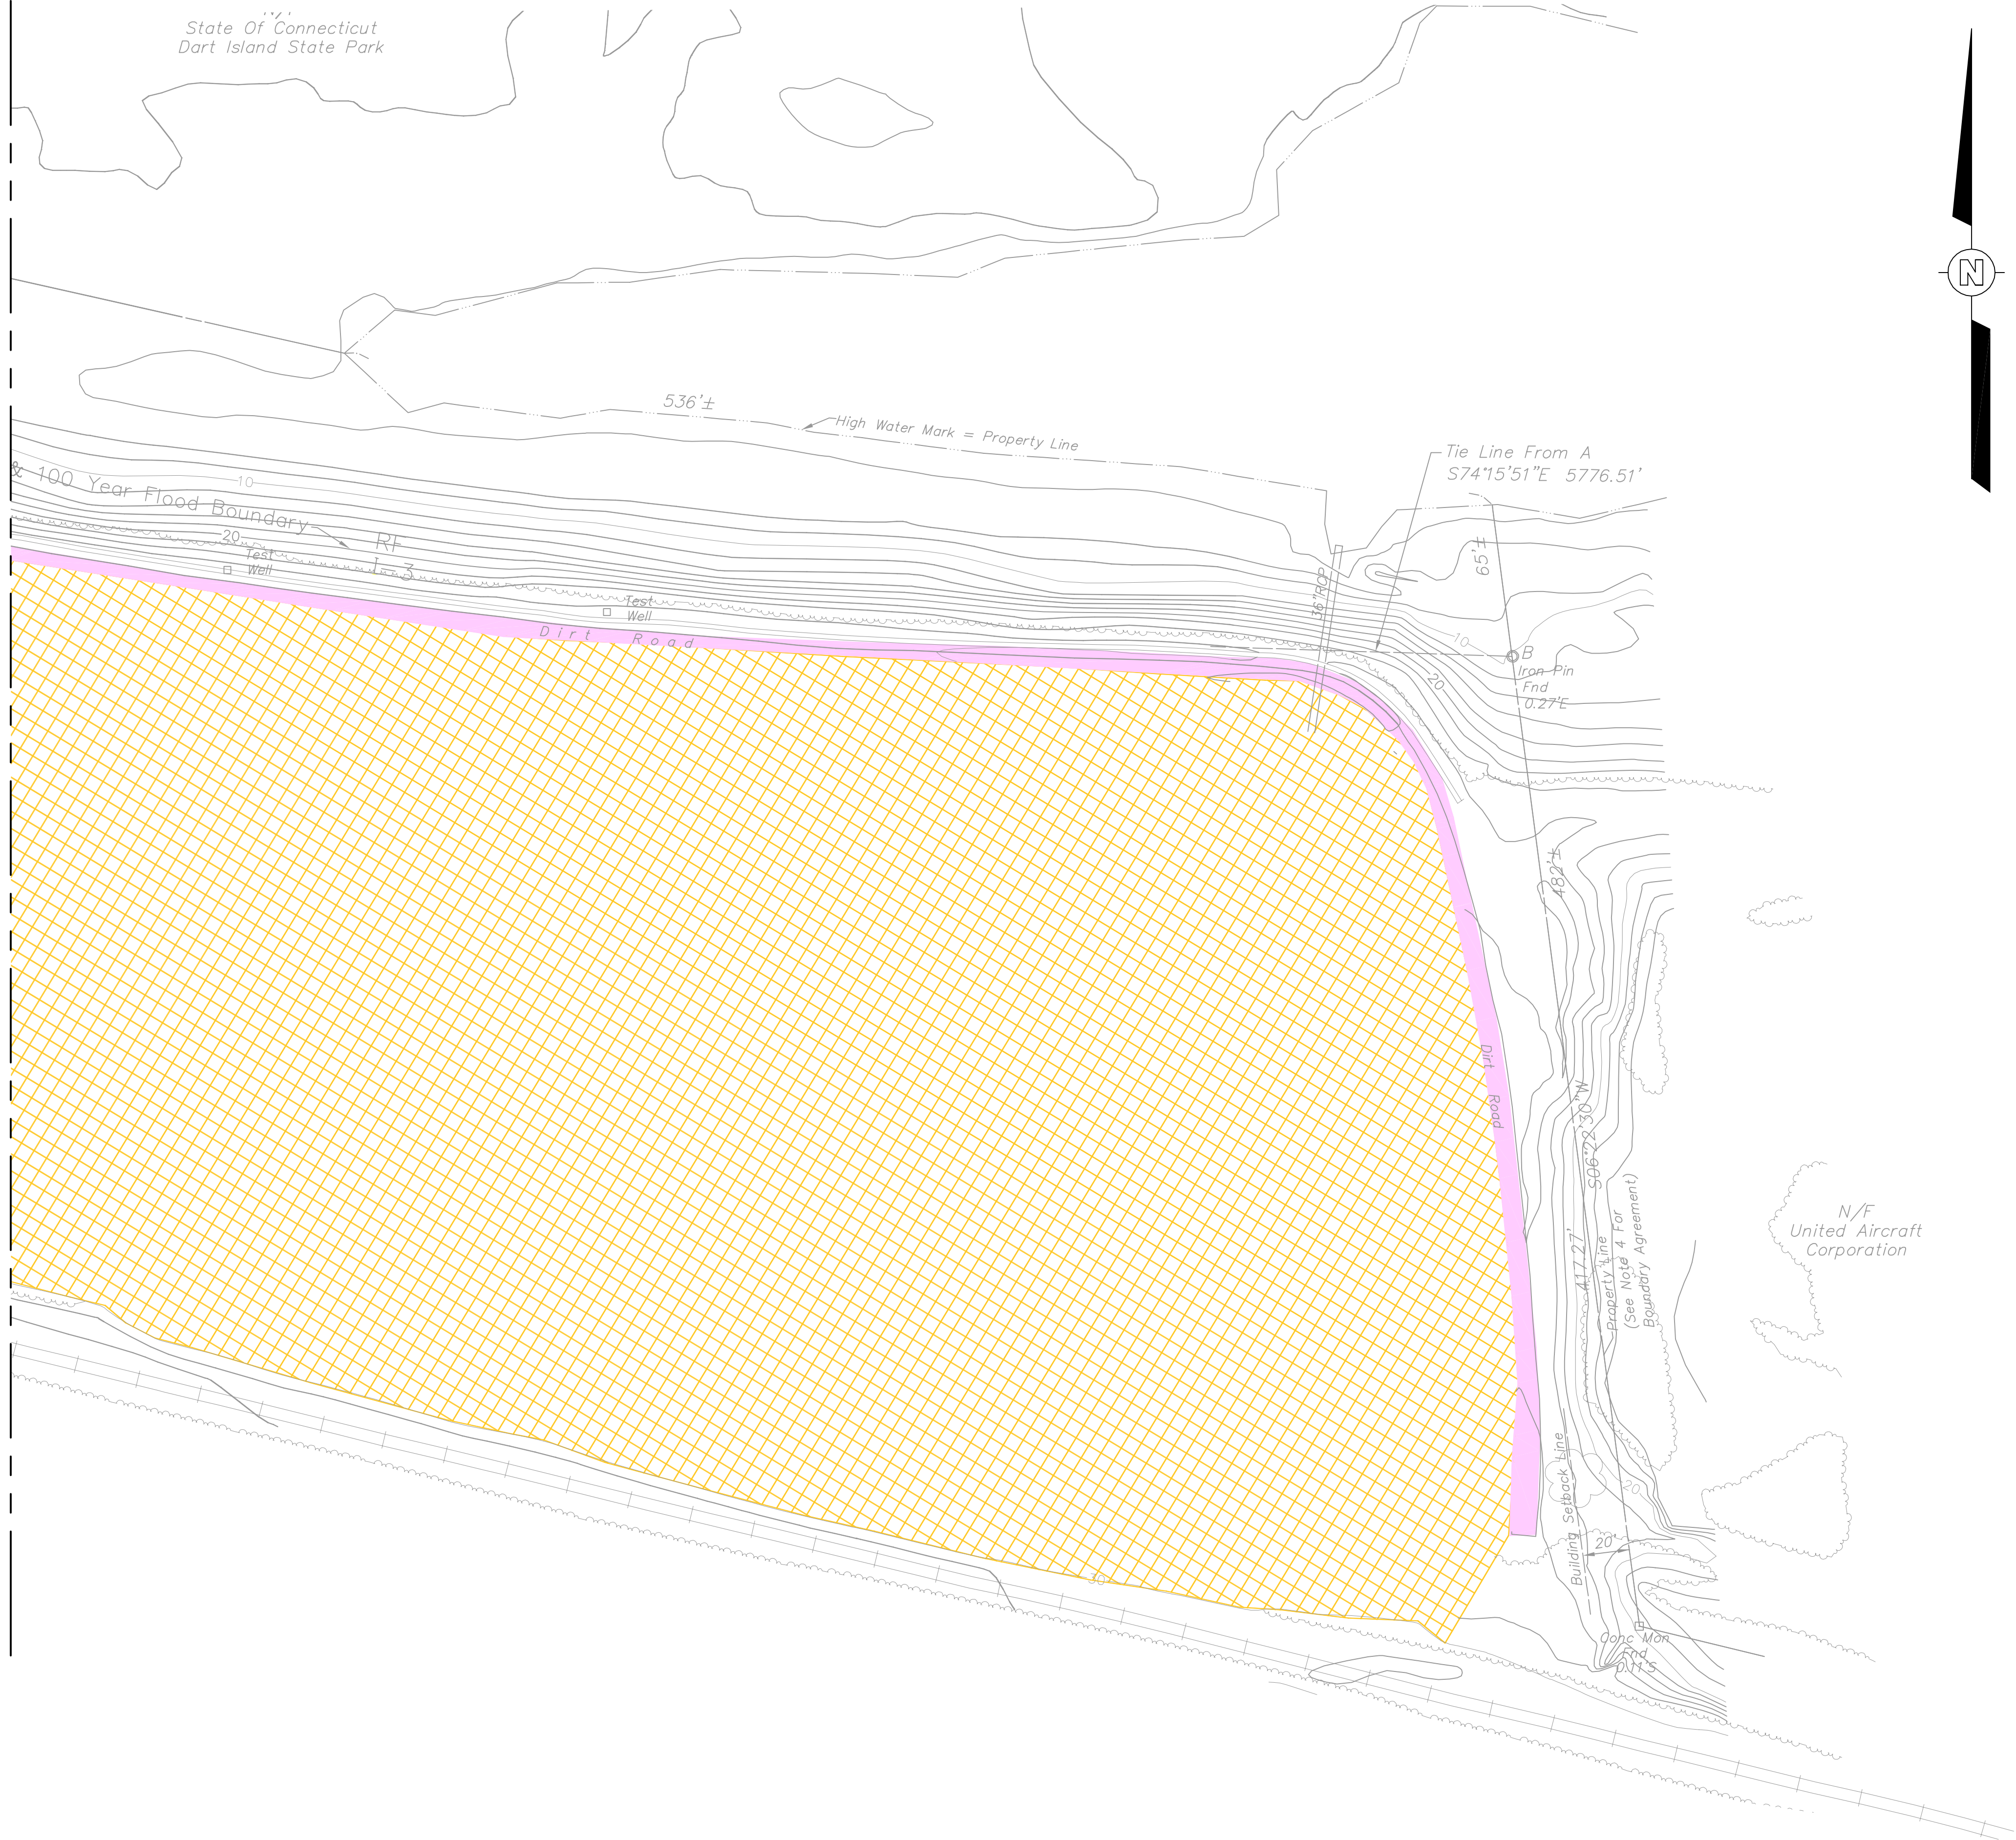 State Of Connecticut
Dart Island State Park
N
536'±
High Water Mark = Property Line
Tie Line From A
S74°15'51"E 5776.51'
& 100 Year Flood Boundary
10
20
RF
I-3
Test
Well
Test
Well
Dirt Road
36"RCP
65'±
10
20
B
Iron Pin
Fnd
0.27'E
482'±
Dirt Road
S06°22'30"W
417.27'
Property Line
(See Note 4 For
Boundary Agreement)
N/F
United Aircraft
Corporation
Building Setback Line
20
20'
30
Conc Mon
Fnd
0.11'S